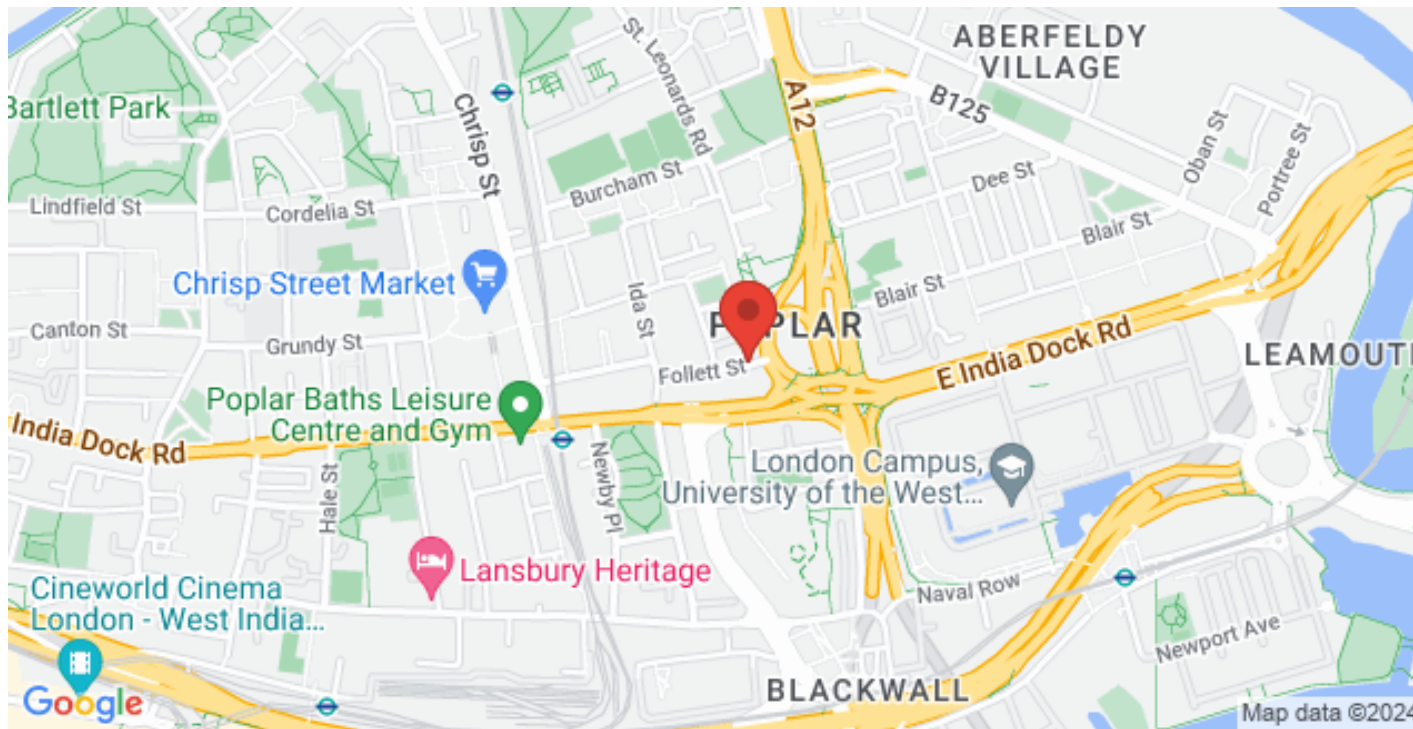 ABERFELDY
VILLAGE
St. Leonards Rd
A12
B125
Bartlett Park
Chrisp St
Oban St
Portree St
Burcham St
Dee St
Lindfield St
Cordelia St
Blair St
Chrisp Street Market
Ida St
Blair St
Canton St
Grundy St
POPLAR
E India Dock Rd
LEAMOUTH
Follett St
Poplar Baths Leisure
Centre and Gym
India Dock Rd
Newby Pl
London Campus,
University of the West...
Hale St
Lansbury Heritage
Naval Row
Cineworld Cinema
London - West India...
Newport Ave
BLACKWALL
Google
Map data ©2024